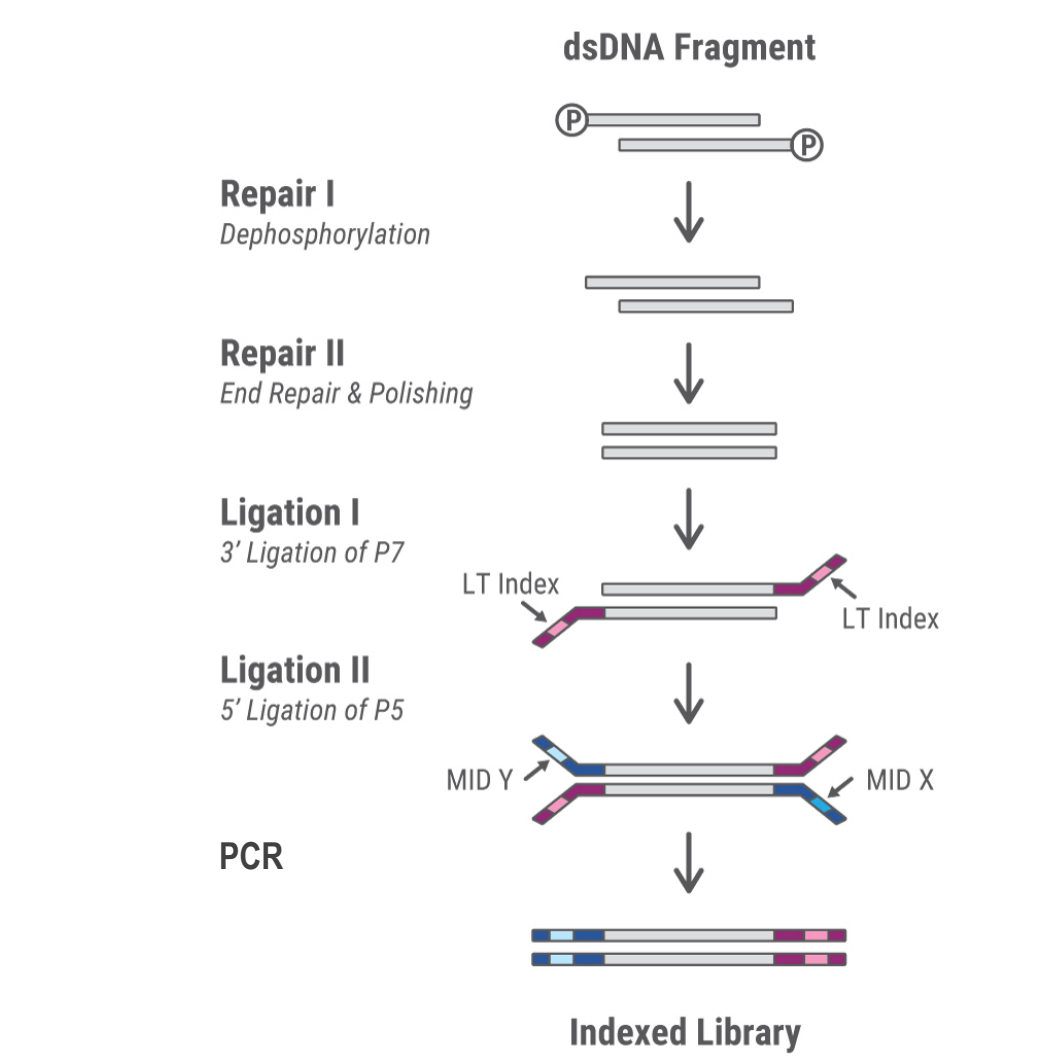 dsDNA Fragment
P
P
Repair I
Dephosphorylation
Repair II
End Repair & Polishing
Ligation I
3’ Ligation of P7
LT Index
LT Index
Ligation II
5’ Ligation of P5
MID Y
MID X
PCR
Indexed Library